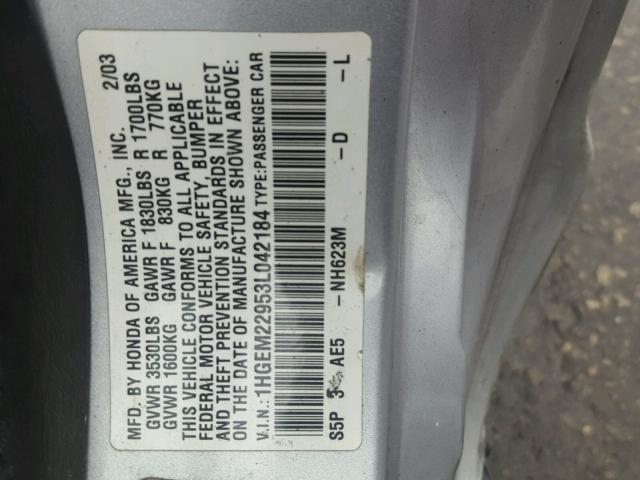 MFD. BY HONDA OF AMERICA MFG., INC. 2/03
GVWR 3530LBS GAWR F 1830LBS R 1700LBS
GVWR 1600KG GAWR F 830KG R 770KG
THIS VEHICLE CONFORMS TO ALL APPLICABLE
FEDERAL MOTOR VEHICLE SAFETY, BUMPER
AND THEFT PREVENTION STANDARDS IN EFFECT
ON THE DATE OF MANUFACTURE SHOWN ABOVE:
V.I.N.: 1HGEM22953L042184 TYPE:PASSENGER CAR
S5P 3 AE5 -NH623M -D -L